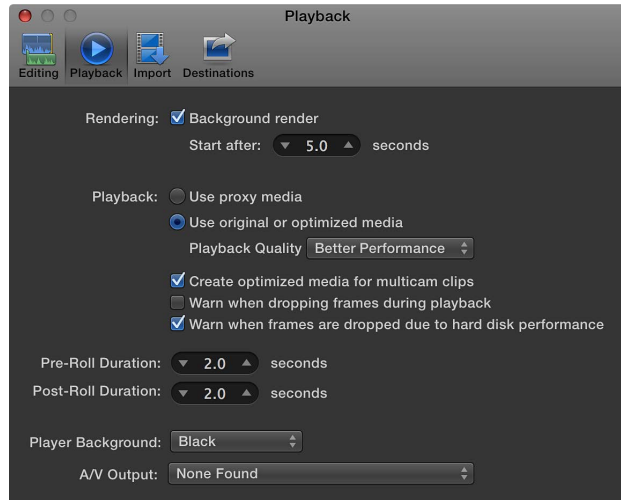 Playback
Editing Playback Import Destinations
Rendering: Background render
Start after: 5.0 seconds
Playback: Use proxy media
Use original or optimized media
Playback Quality Better Performance
Create optimized media for multicam clips
Warn when dropping frames during playback
Warn when frames are dropped due to hard disk performance
Pre-Roll Duration: 2.0 seconds
Post-Roll Duration: 2.0 seconds
Player Background: Black
A/V Output: None Found